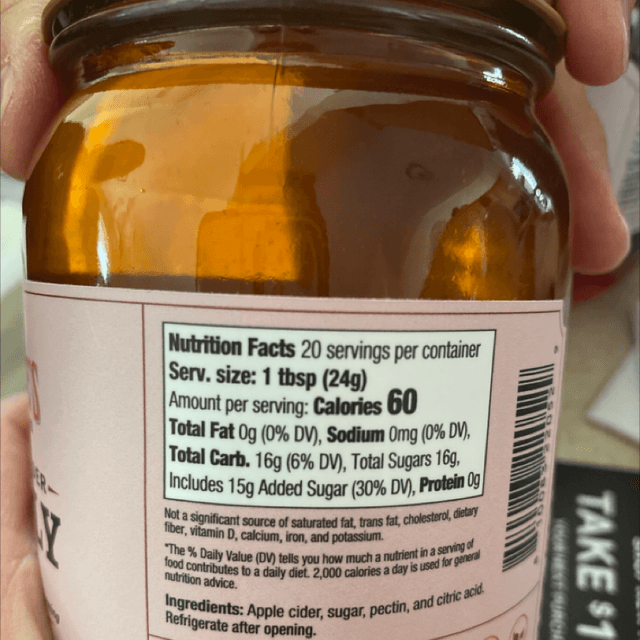 Nutrition Facts 20 servings per container
Serv. size: 1 tbsp (24g)
Amount per serving: Calories 60
Total Fat 0g (0% DV), Sodium 0mg (0% DV),
Total Carb. 16g (6% DV), Total Sugars 16g,
Includes 15g Added Sugar (30% DV), Protein 0g
Not a significant source of saturated fat, trans fat, cholesterol, dietary
fiber, vitamin D, calcium, iron, and potassium.
*The % Daily Value (DV) tells you how much a nutrient in a serving of
food contributes to a daily diet. 2,000 calories a day is used for general
nutrition advice.
Ingredients: Apple cider, sugar, pectin, and citric acid.
Refrigerate after opening.
TAKE $1